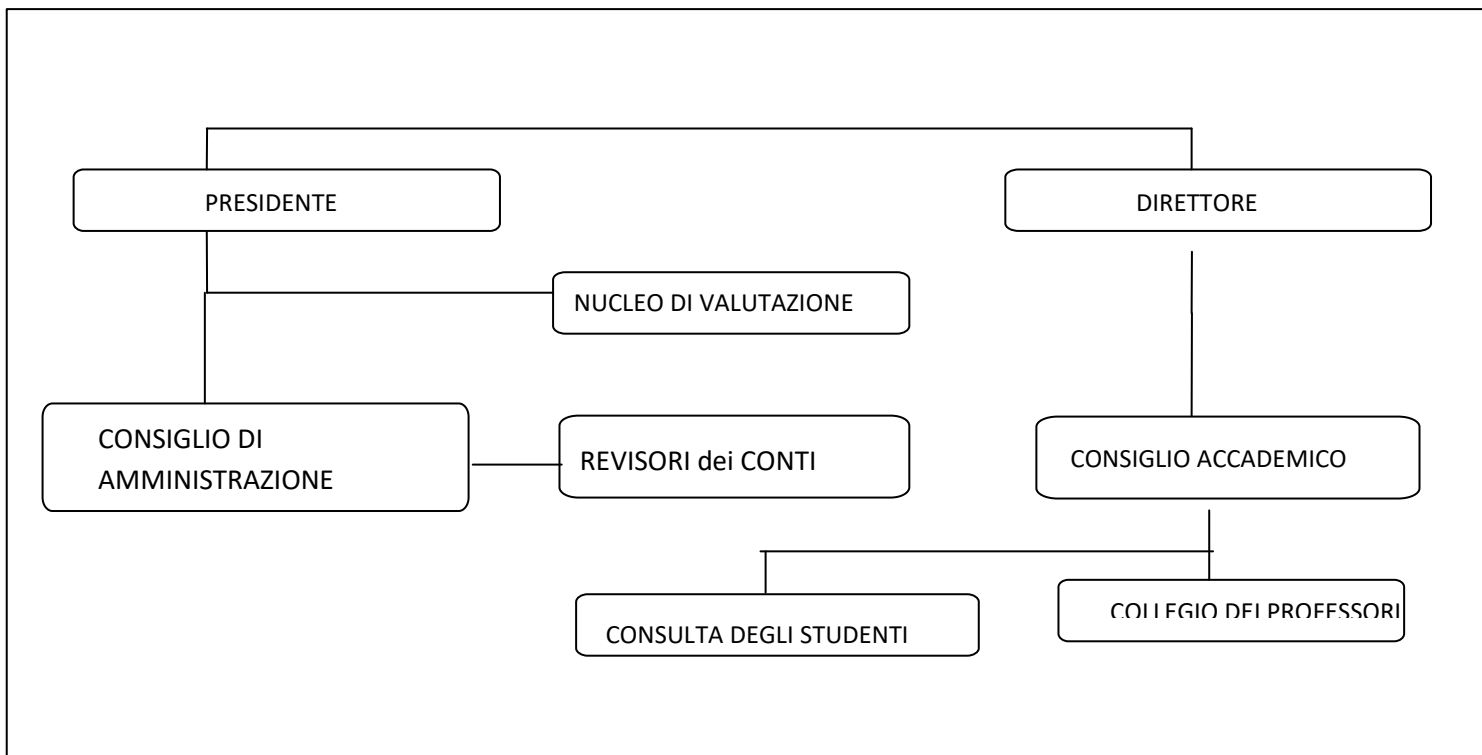 PRESIDENTE
DIRETTORE
NUCLEO DI VALUTAZIONE
CONSIGLIO DI
AMMINISTRAZIONE
REVISORI dei CONTI
CONSIGLIO ACCADEMICO
CONSULTA DEGLI STUDENTI
COLLEGIO DEI PROFESSORI